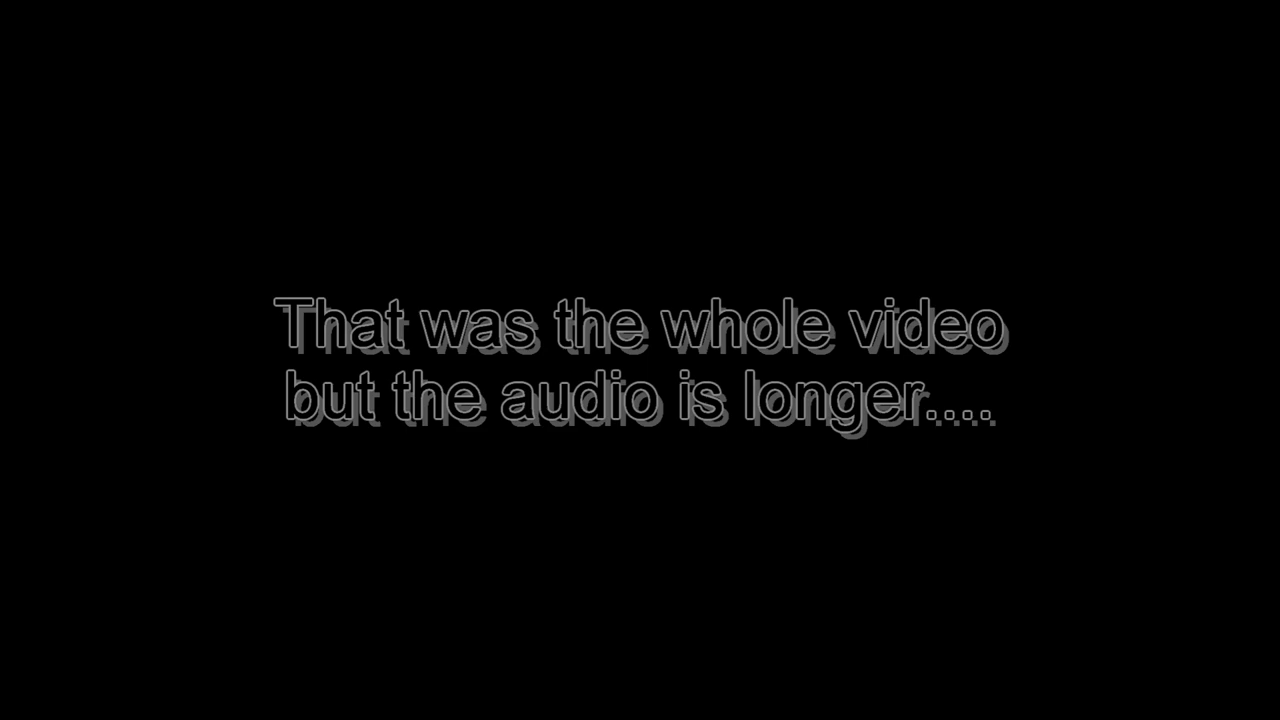 That was the whole video
but the audio is longer....